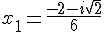 x_1 = \frac{-2-i\sqrt{2}}{6}